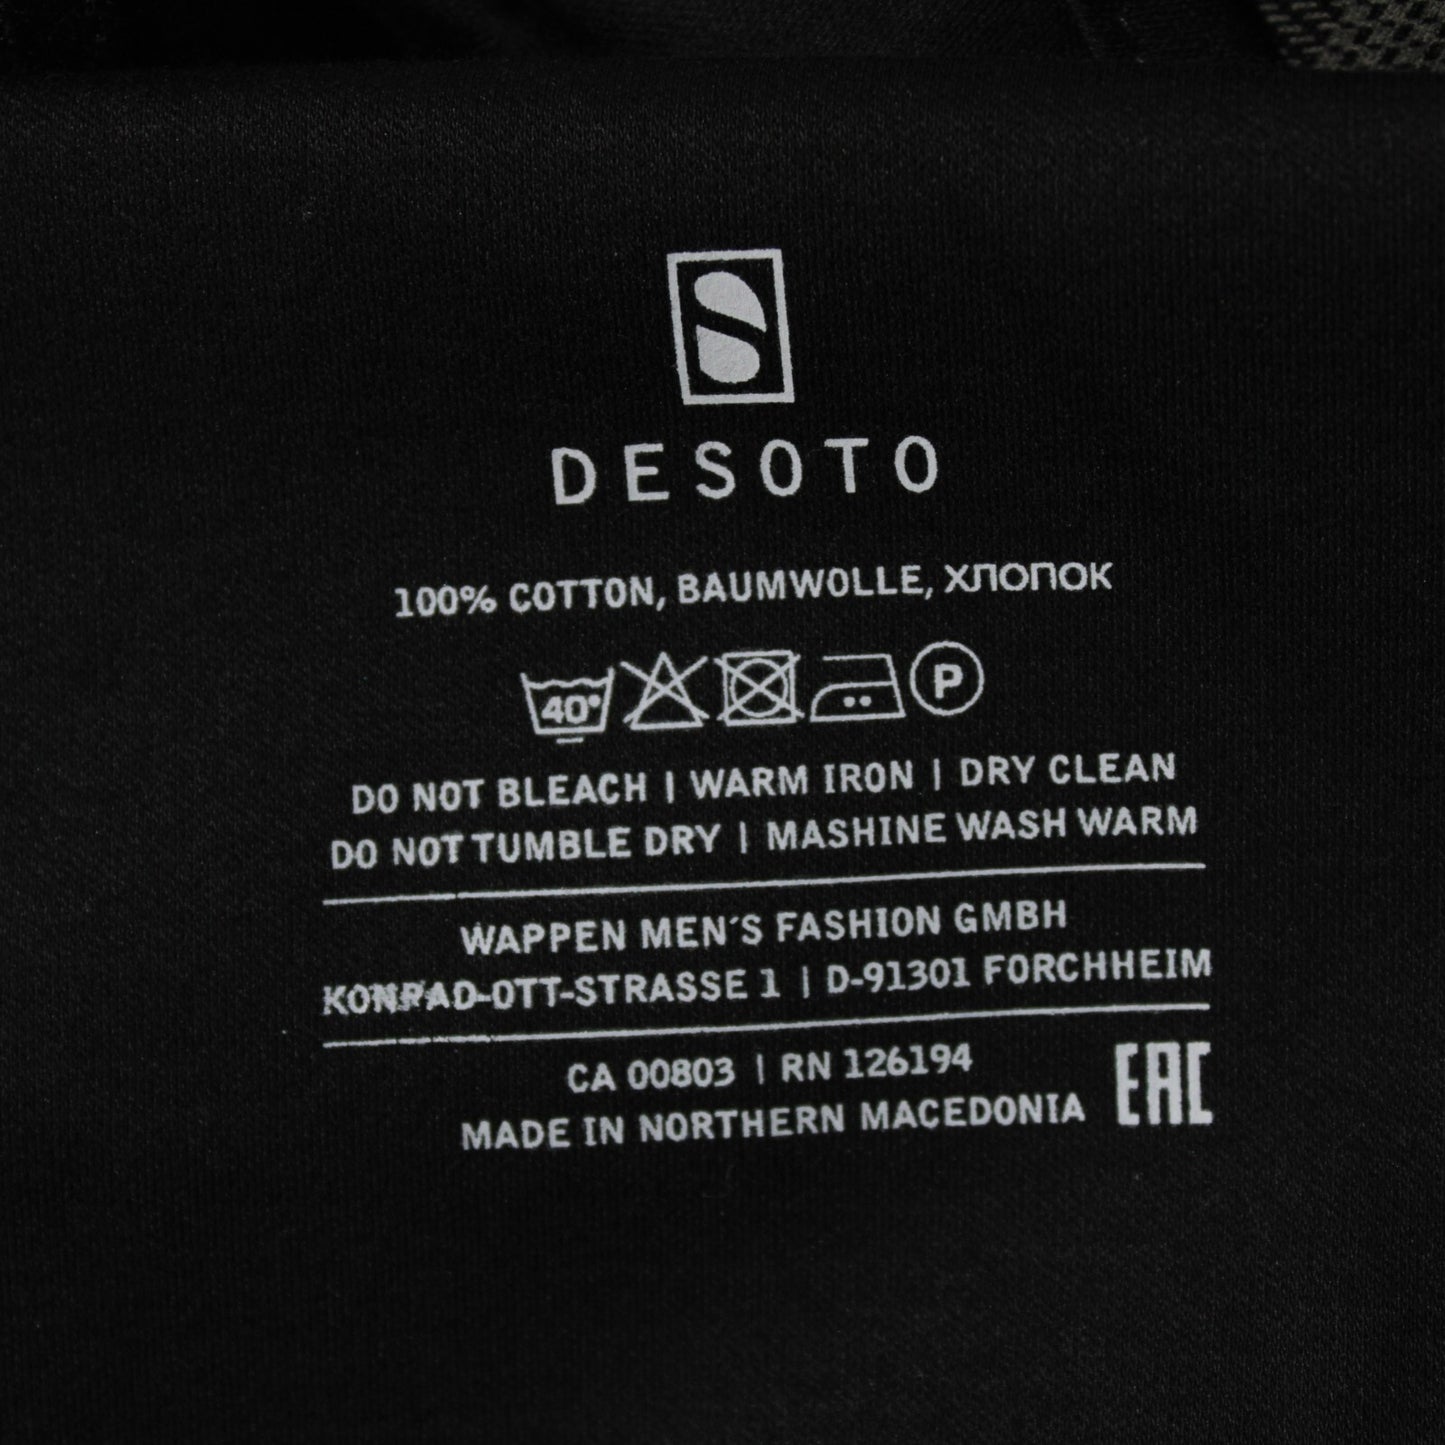 DESOTO
100% COTTON, BAUMWOLLE, ХЛОПОК
40° P
DO NOT BLEACH | WARM IRON | DRY CLEAN
DO NOT TUMBLE DRY | MASHINE WASH WARM
WAPPEN MEN´S FASHION GMBH
KONRAD-OTT-STRASSE 1 | D-91301 FORCHHEIM
CA 00803 | RN 126194
MADE IN NORTHERN MACEDONIA EAC